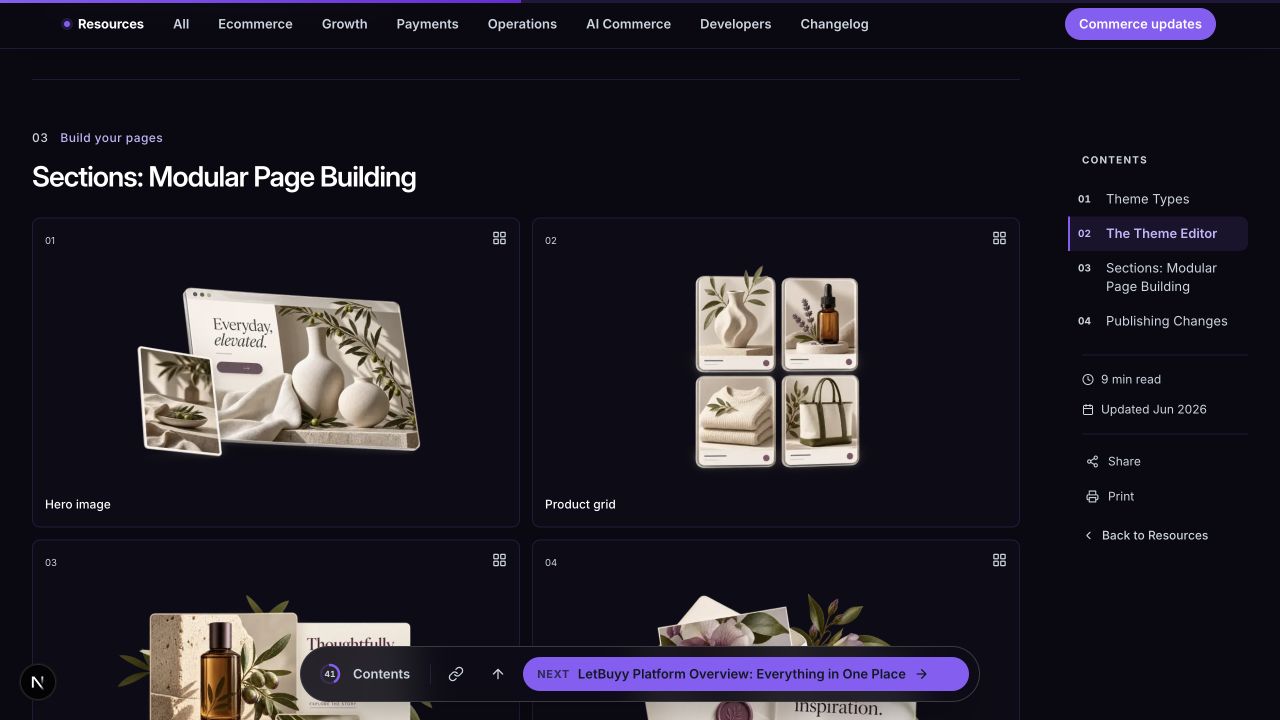 Resources
All
Ecommerce
Growth
Payments
Operations
AI Commerce
Developers
Changelog
Commerce updates
03 Build your pages
Sections: Modular Page Building
01
Everyday,
elevated.
Hero image
02
Product grid
03
Thoughtfully
EXPLORE THE STORY
04
inspiration.
CONTENTS
01 Theme Types
02 The Theme Editor
03 Sections: Modular
Page Building
04 Publishing Changes
9 min read
Updated Jun 2026
Share
Print
Back to Resources
N
41 Contents
NEXT LetBuyy Platform Overview: Everything in One Place